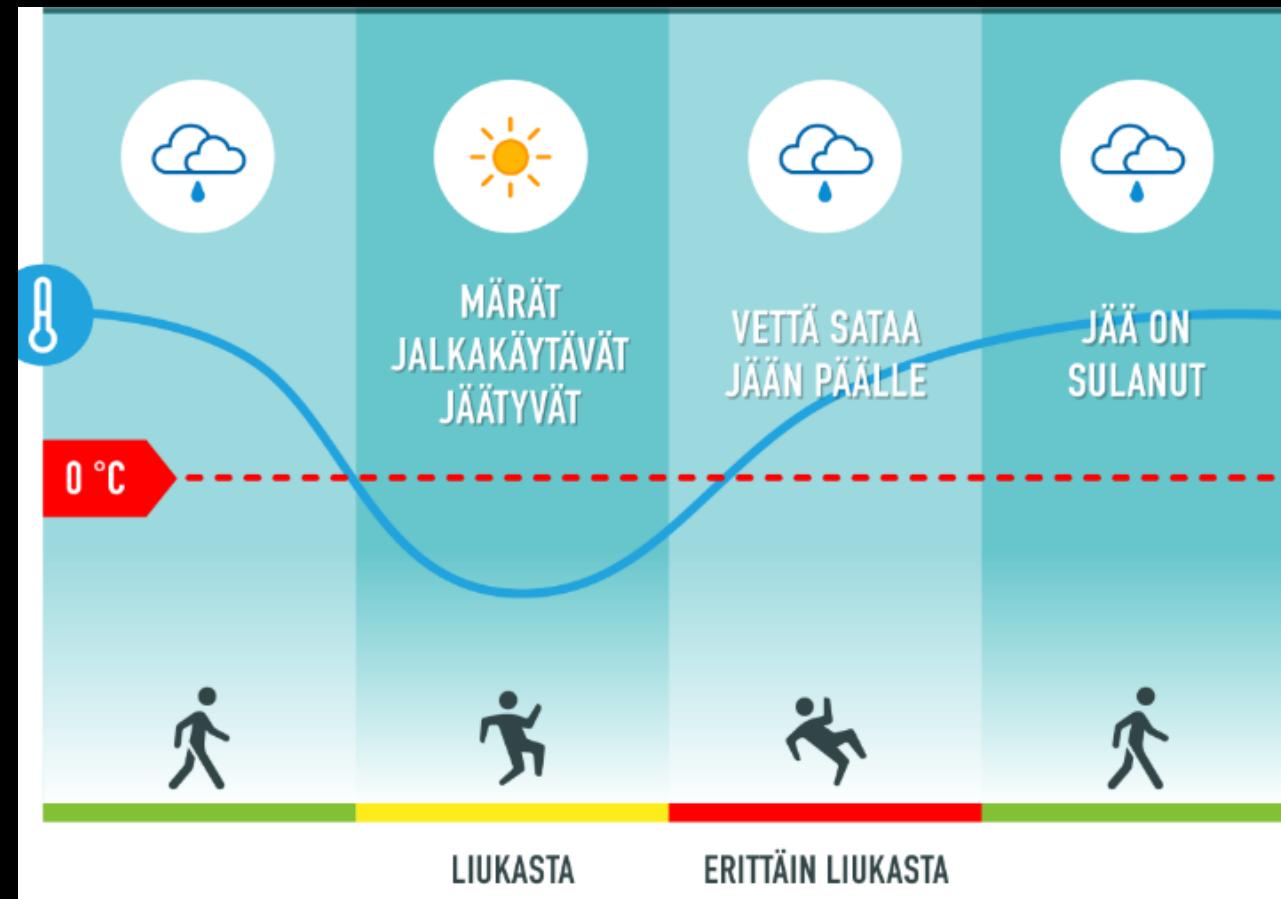 MÄRÄT
JALKAKÄYTÄVÄT
JÄÄTYVÄT
VETTÄ SATAA
JÄÄN PÄÄLLE
JÄÄ ON
SULANUT
0 °C
LIUKASTA
ERITTÄIN LIUKASTA